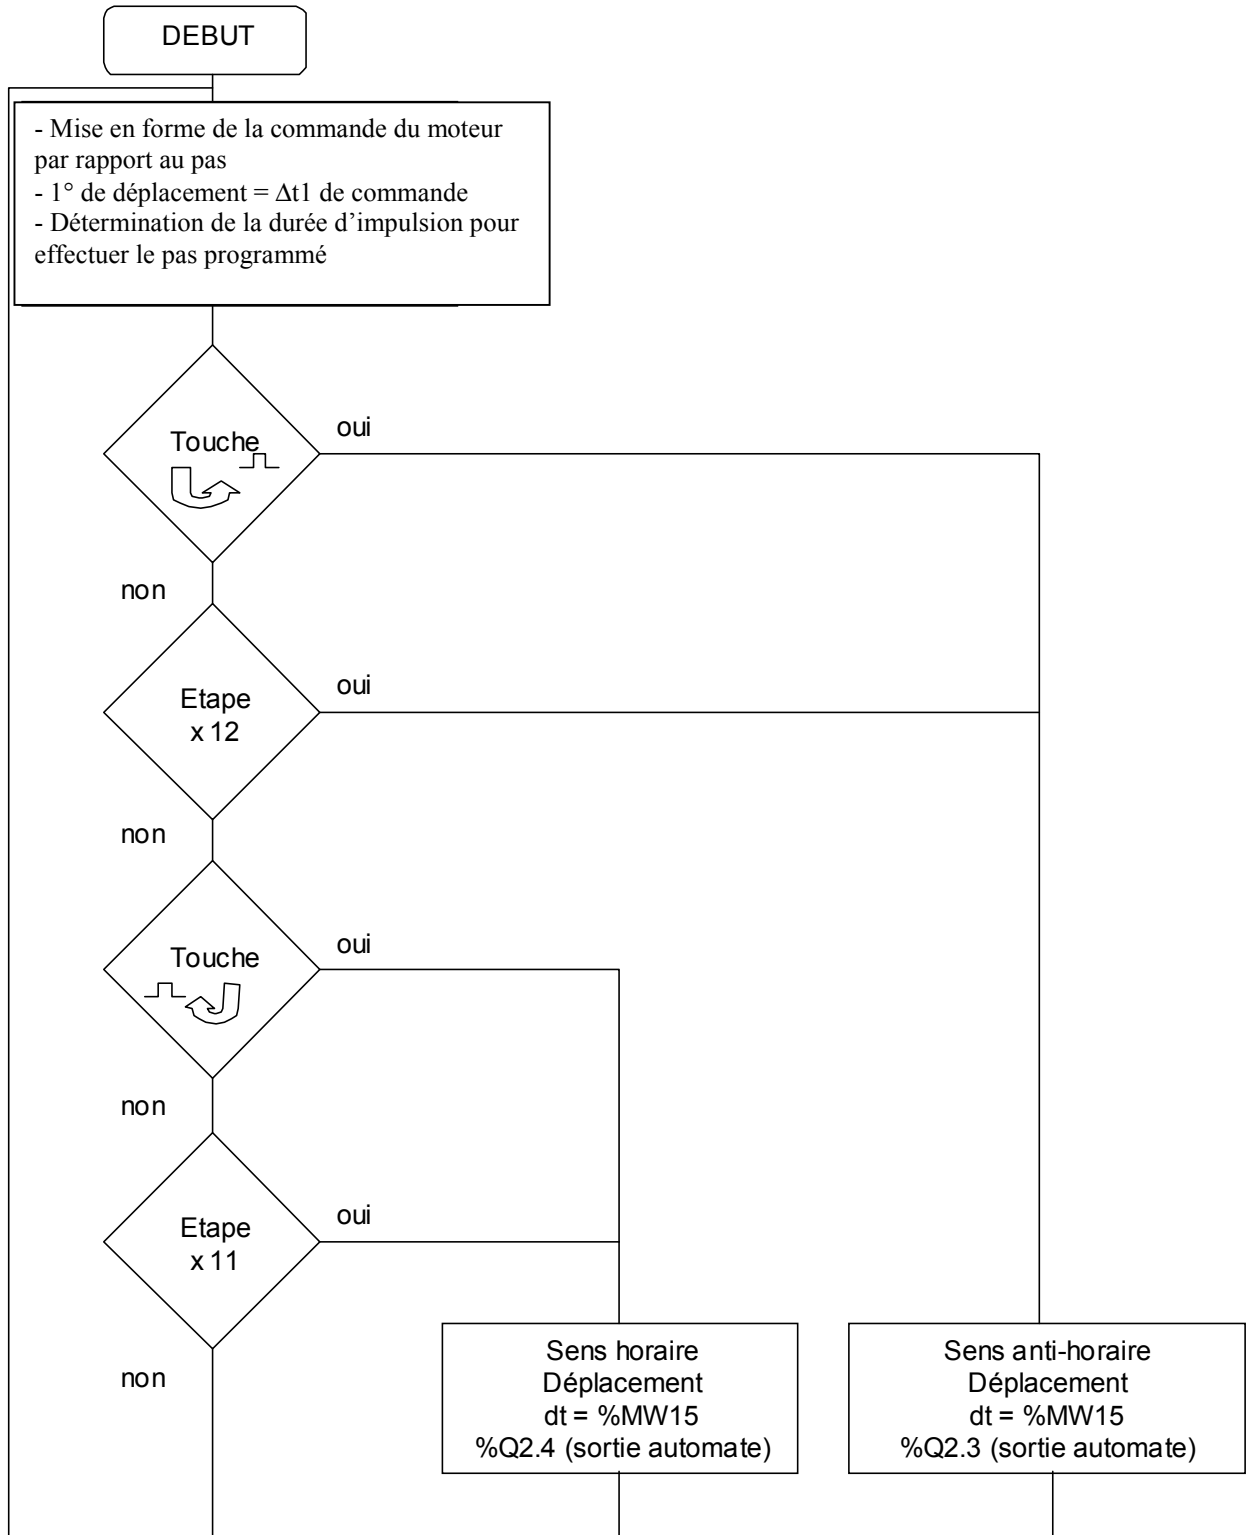 DEBUT
- Mise en forme de la commande du moteur
par rapport au pas
- 1° de déplacement = Δt1 de commande
- Détermination de la durée d’impulsion pour
effectuer le pas programmé
Touche
oui
non
Etape
x 12
oui
non
Touche
oui
non
Etape
x 11
oui
non
Sens horaire
Déplacement
dt = %MW15
%Q2.4 (sortie automate)
Sens anti-horaire
Déplacement
dt = %MW15
%Q2.3 (sortie automate)